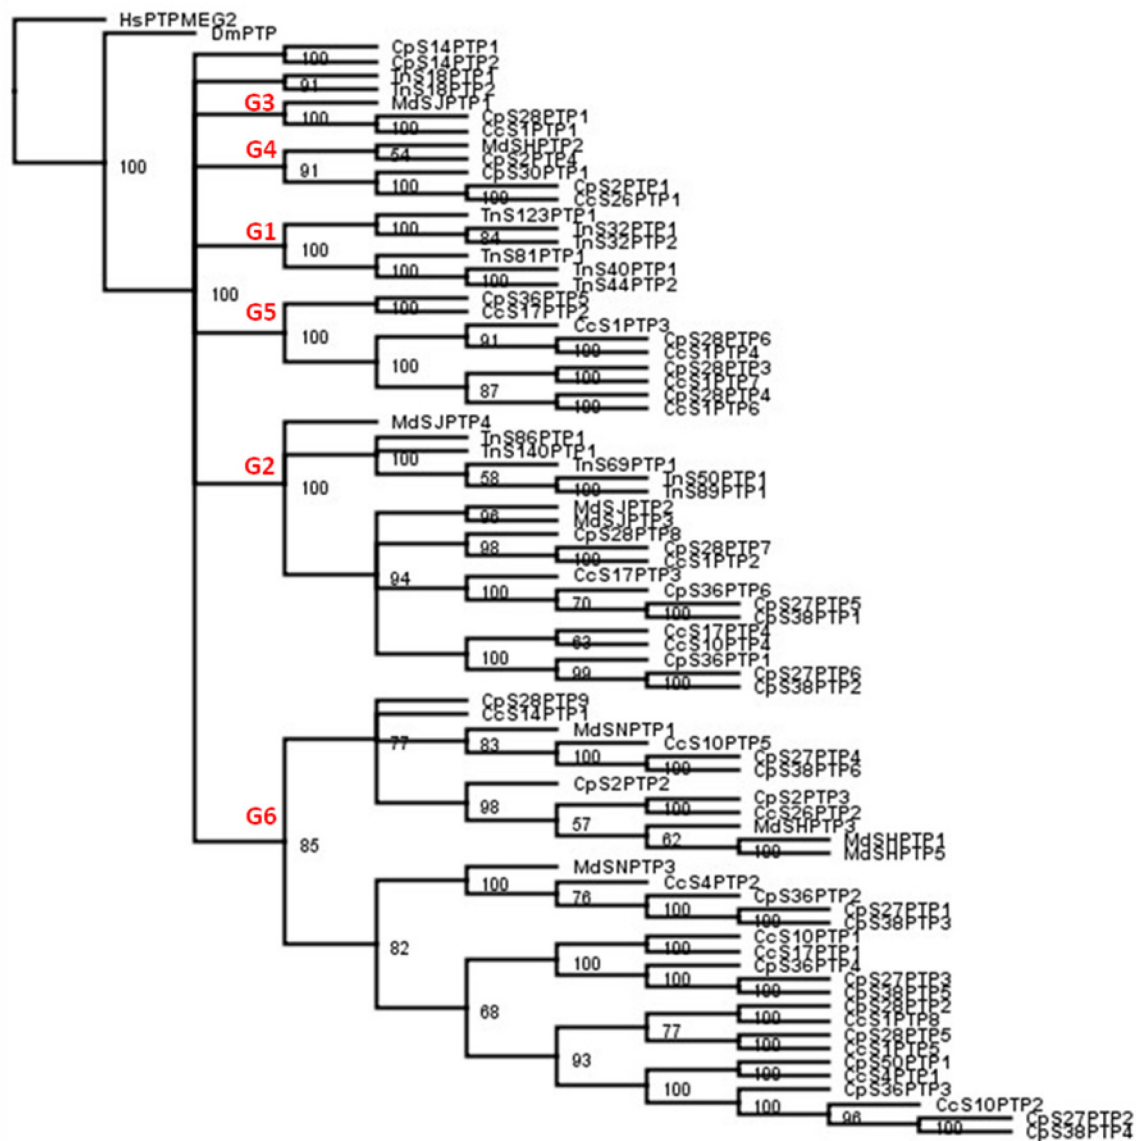 HsPTPMEG2
DmPTP
CpS14PTP1
100
CpS14PTP2
TnS18PTP1
91
TnS18PTP2
G3
MdSJPTP1
100
CpS28PTP1
100
CcS1PTP1
G4
MdSHPTP2
54
CpS2PTP4
100
91
CpS30PTP1
100
CpS2PTP1
100
CcS26PTP1
G1
TnS123PTP1
100
TnS32PTP1
84
TnS32PTP2
100
TnS81PTP1
100
TnS40PTP1
100
TnS44PTP2
100
G5
CpS36PTP5
100
CcS17PTP2
100
CcS1PTP3
91
CpS28PTP6
100
CcS1PTP4
100
CpS28PTP3
100
CcS1PTP7
87
CpS28PTP4
100
CcS1PTP6
MdSJPTP4
TnS86PTP1
TnS140PTP1
100
G2
TnS69PTP1
58
TnS50PTP1
100
TnS89PTP1
100
MdSJPTP2
96
MdSJPTP3
CpS28PTP8
98
CpS28PTP7
100
CcS1PTP2
94
CcS17PTP3
100
CpS36PTP6
70
CpS27PTP5
100
CpS38PTP1
CcS17PTP4
63
CcS10PTP4
100
CpS36PTP1
99
CpS27PTP6
100
CpS38PTP2
CpS28PTP9
CcS14PTP1
77
MdSNPTP1
83
CcS10PTP5
100
CpS27PTP4
100
CpS38PTP6
CpS2PTP2
98
CpS2PTP3
100
CcS26PTP2
G6
57
MdSHPTP3
62
MdSHPTP1
100
MdSHPTP5
85
MdSNPTP3
100
CcS4PTP2
76
CpS36PTP2
100
CpS27PTP1
100
CpS38PTP3
82
CcS10PTP1
100
CcS17PTP1
100
CpS36PTP4
100
CpS27PTP3
100
CpS38PTP5
68
CpS28PTP2
100
CcS1PTP8
77
CpS28PTP5
100
CcS1PTP5
93
CpS50PTP1
100
CcS4PTP1
100
CpS36PTP3
100
CcS10PTP2
96
CpS27PTP2
100
CpS38PTP4